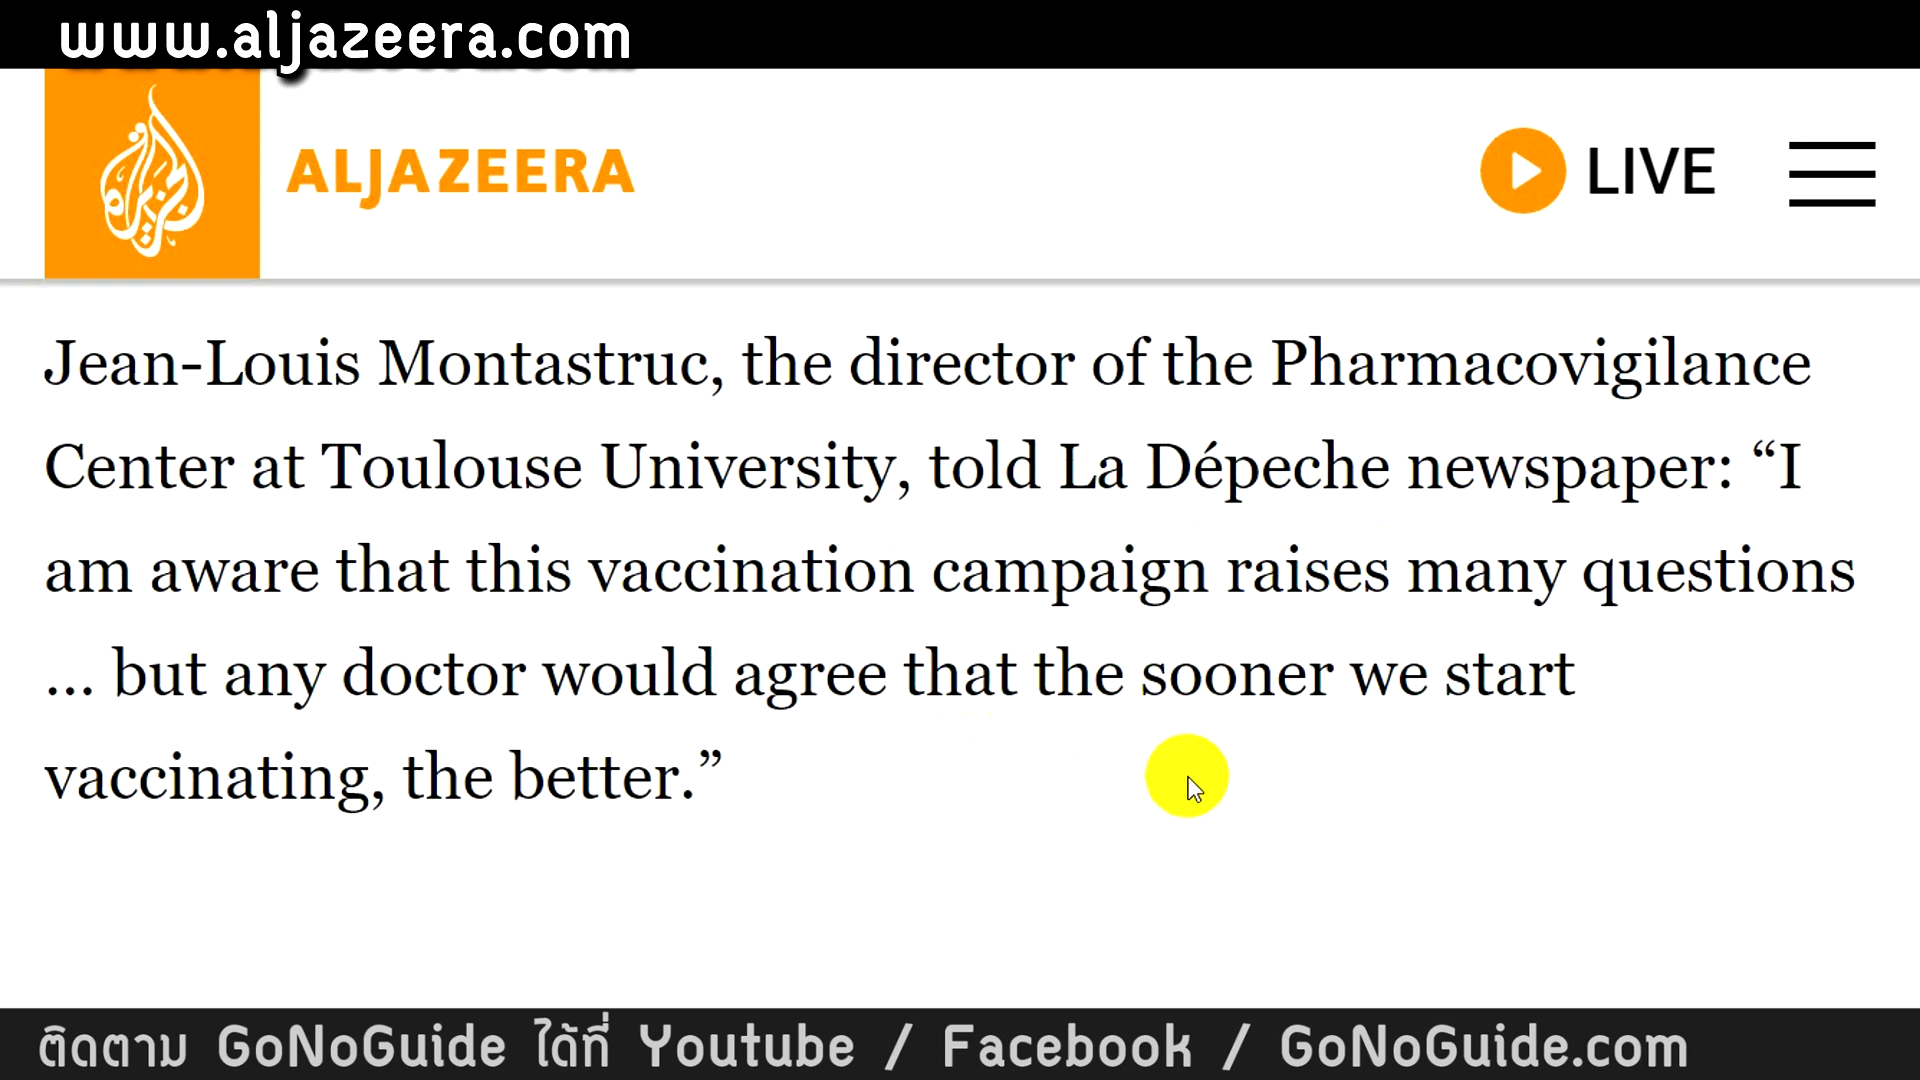 www.aljazeera.com
ALJAZEERA
LIVE
Jean-Louis Montastruc, the director of the Pharmacovigilance
Center at Toulouse University, told La Dépeche newspaper: “I
am aware that this vaccination campaign raises many questions
… but any doctor would agree that the sooner we start
vaccinating, the better.”
ติดตาม GoNoGuide ได้ที่ Youtube / Facebook / GoNoGuide.com